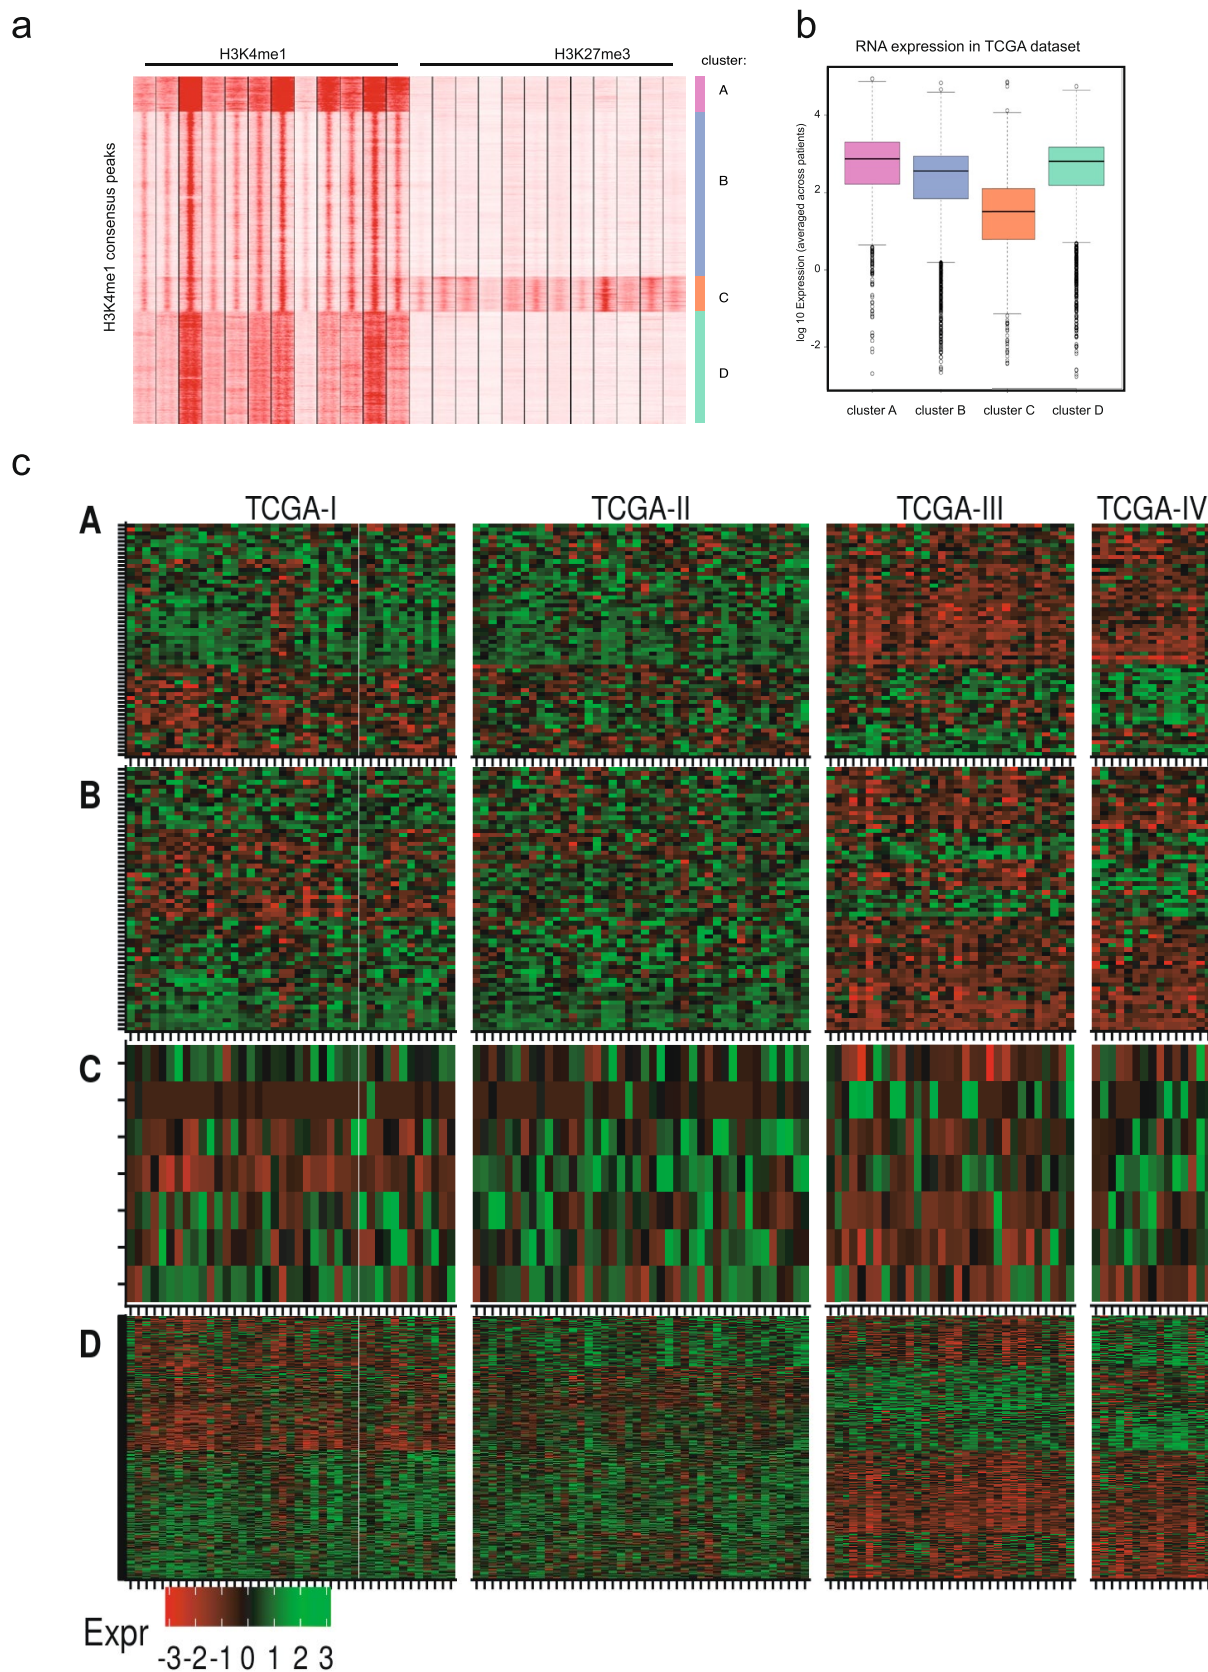 a
H3K4me1
H3K27me3
cluster:
H3K4me1 consensus peaks
A
B
C
D
b
RNA expression in TCGA dataset
log 10 Expression (averaged across patients)
4
2
0
-2
cluster A
cluster B
cluster C
cluster D
c
TCGA-I
TCGA-II
TCGA-III
TCGA-IV
A
B
C
D
Expr
-3 -2 -1 0 1 2 3